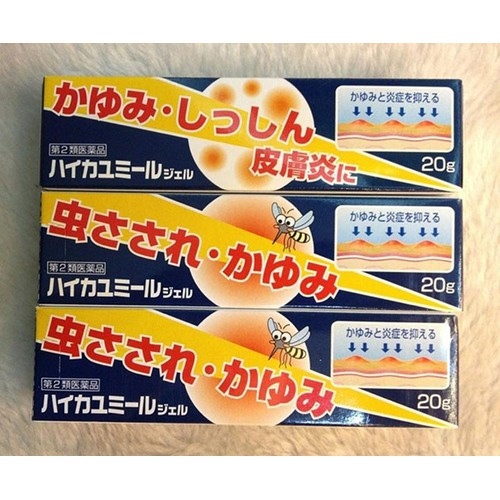 かゆみ・しっしん
皮膚炎に
かゆみと炎症を抑える
第2類医薬品
ハイカユミールジェル
20g
虫さされ・かゆみ
かゆみと炎症を抑える
第2類医薬品
ハイカユミールジェル
20g
虫さされ・かゆみ
かゆみと炎症を抑える
第2類医薬品
ハイカユミールジェル
20g